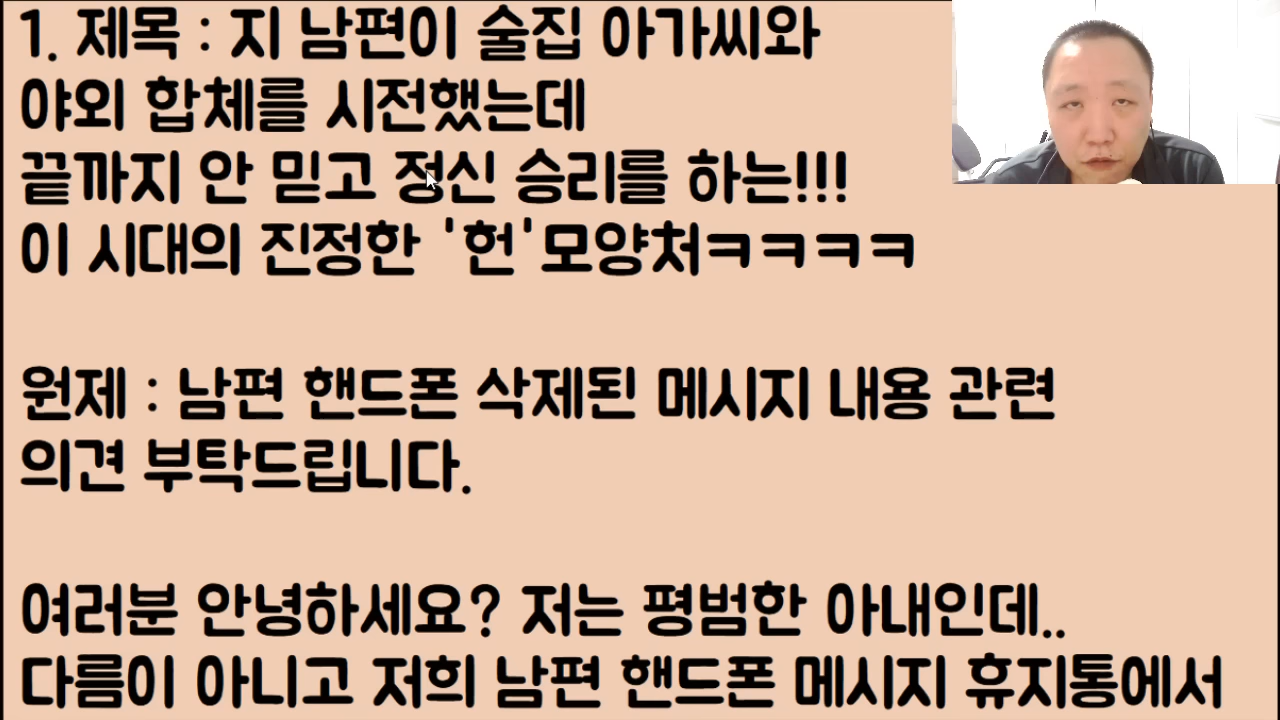 1. 제목 : 지 남편이 술집 아가씨와
야외 합체를 시전했는데
끝까지 안 믿고 정신 승리를 하는!!!
이 시대의 진정한 '헌'모양처ㅋㅋㅋㅋ
원제 : 남편 핸드폰 삭제된 메시지 내용 관련
의견 부탁드립니다.
여러분 안녕하세요? 저는 평범한 아내인데..
다름이 아니고 저희 남편 핸드폰 메시지 휴지통에서